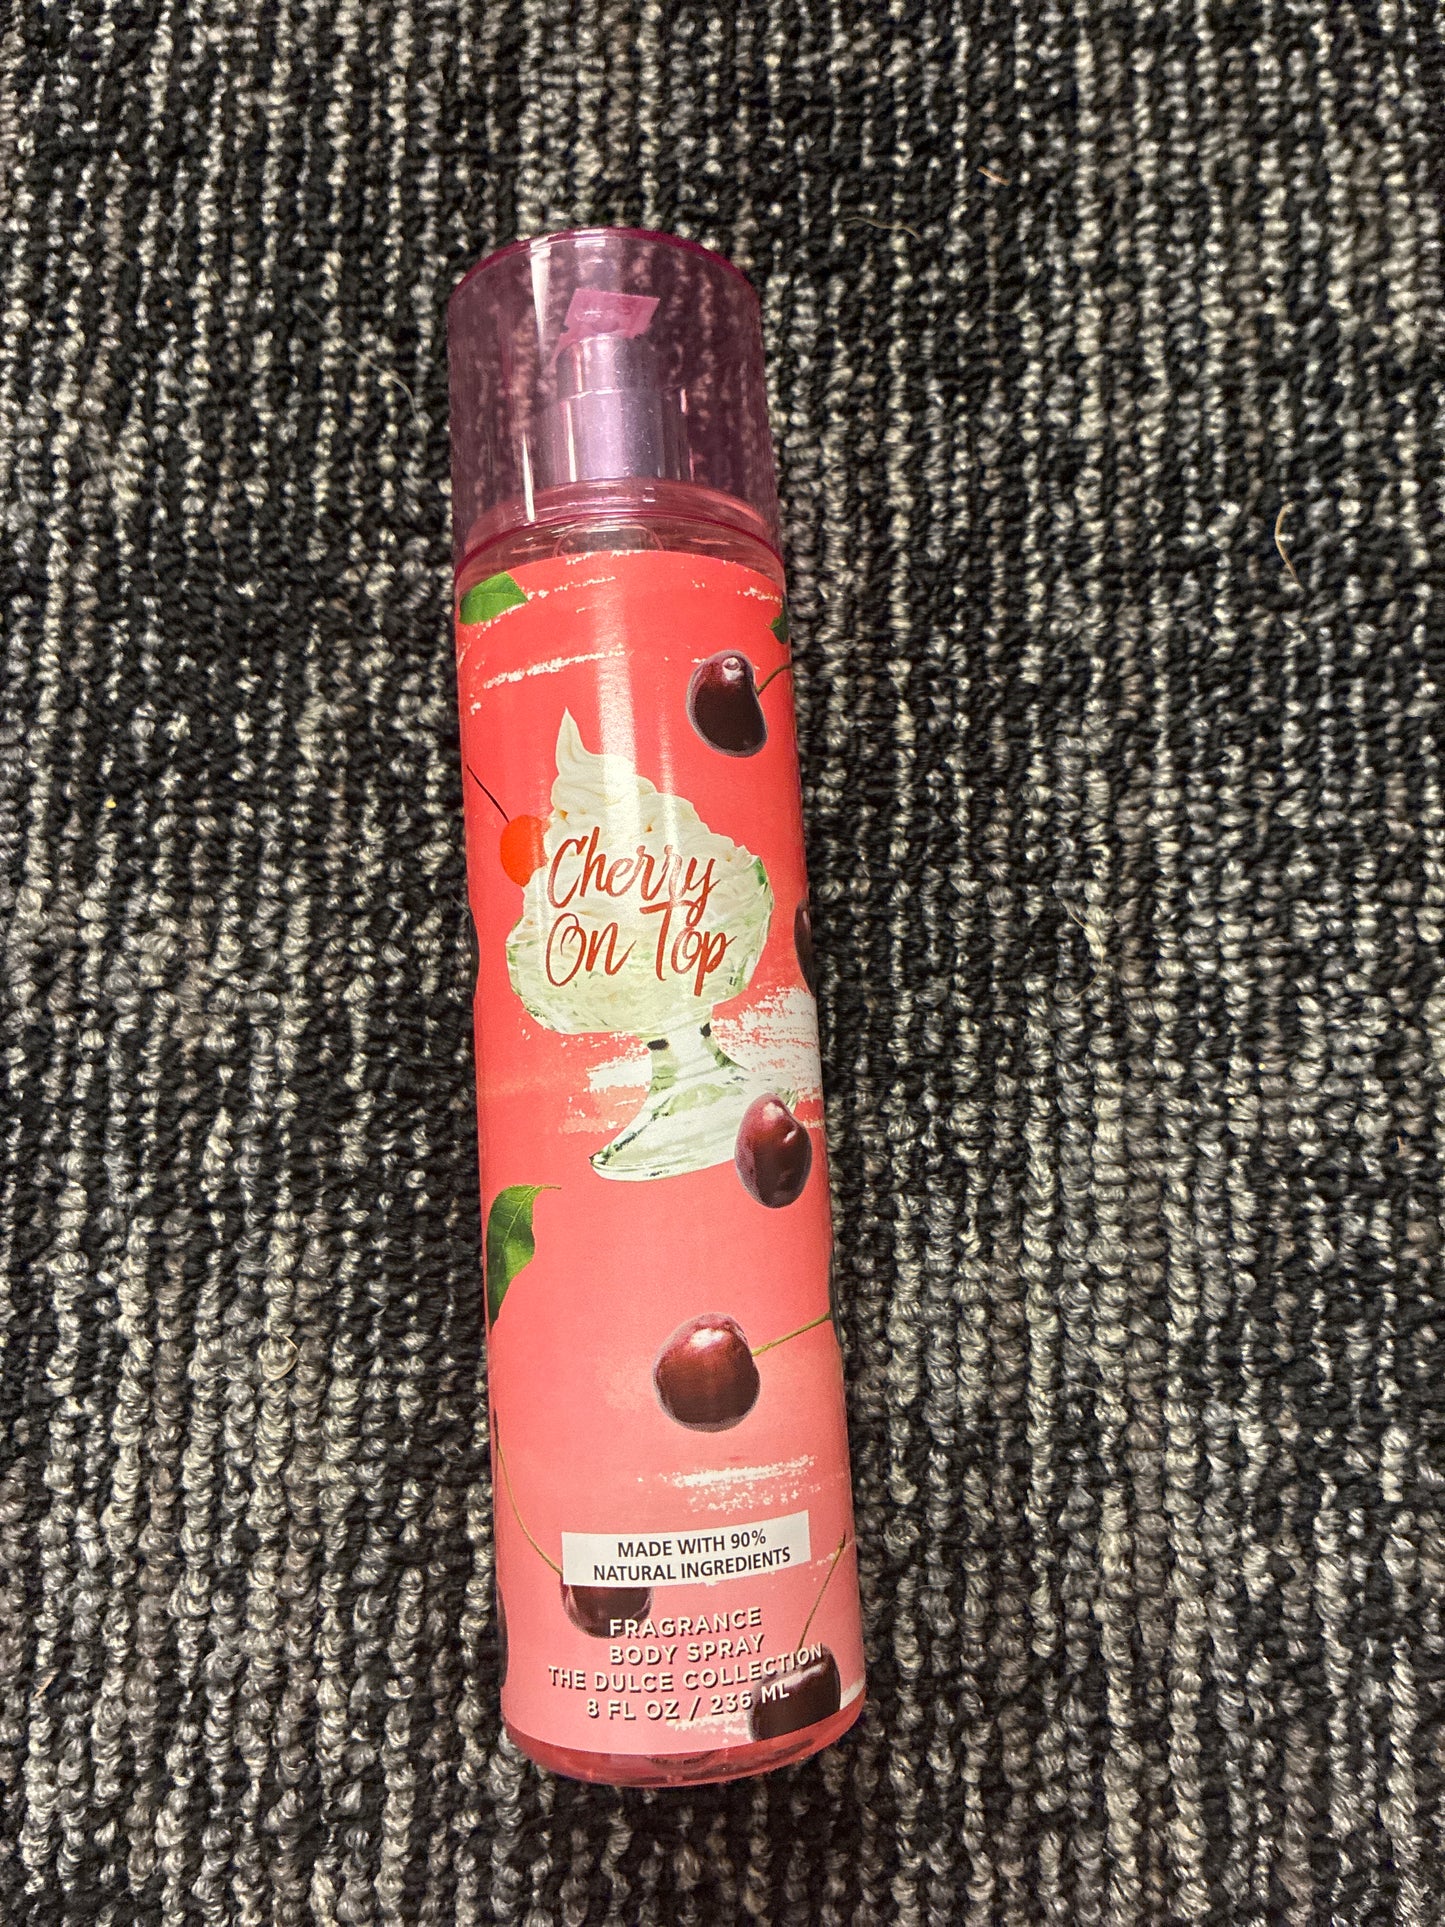 Cherry
On Top
MADE WITH 90%
NATURAL INGREDIENTS
FRAGRANCE
BODY SPRAY
THE DULCE COLLECTION
8 FL OZ / 236 ML